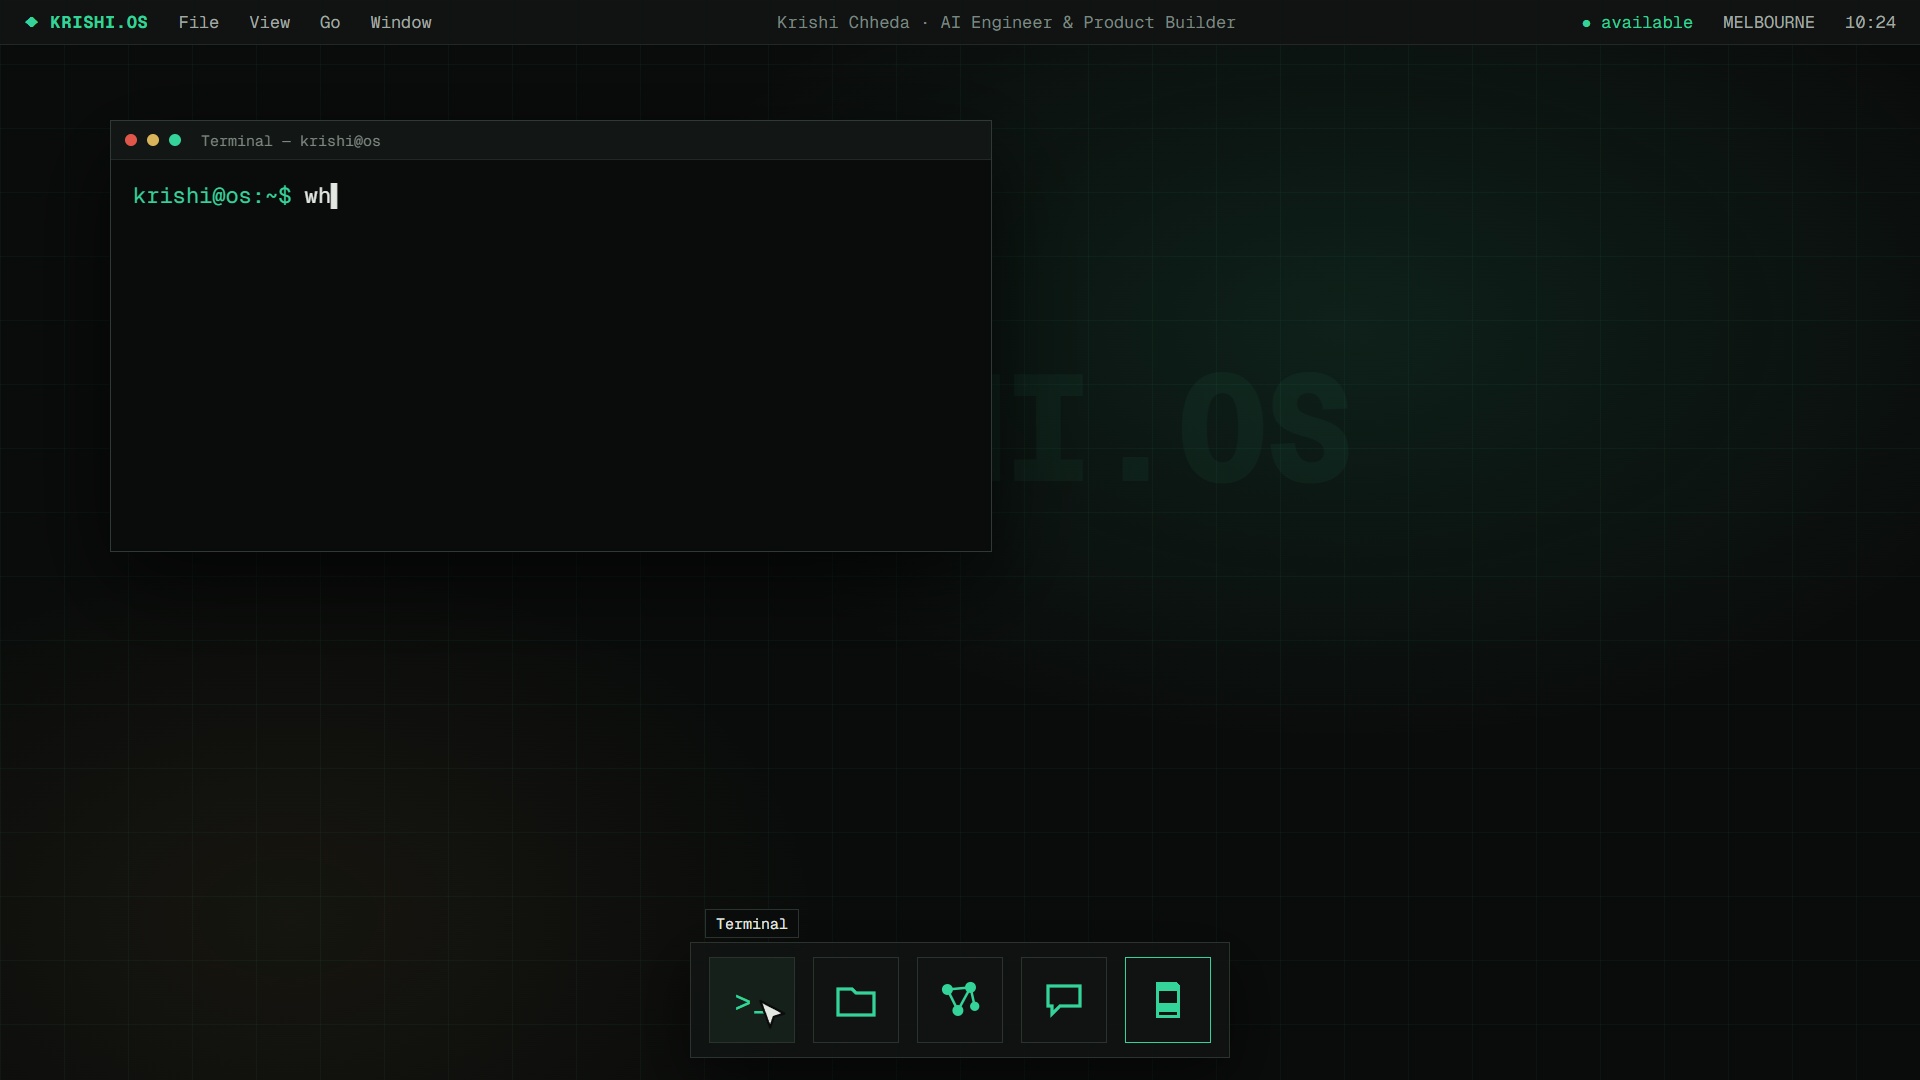 KRISHI.OS File View Go Window Krishi Chheda · AI Engineer & Product Builder ● available MELBOURNE 10:24
Terminal — krishi@os
krishi@os:~$ wh
I.OS
Terminal
>_